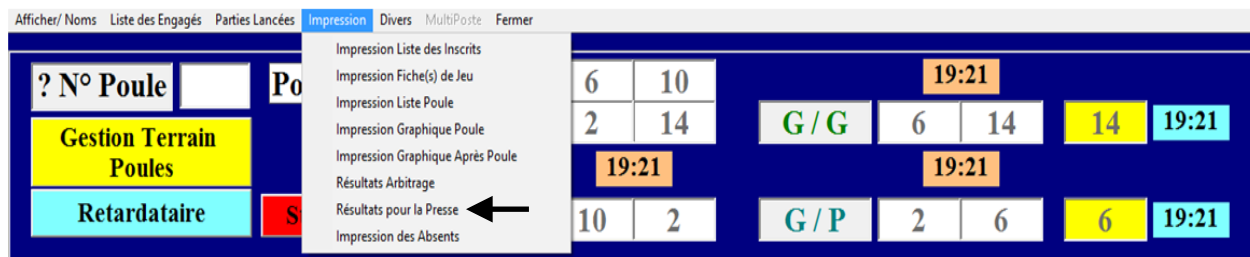 Afficher/ Noms Liste des Engagés Parties Lancées Impression Divers MultiPoste Fermer
Impression Liste des Inscrits
Impression Fiche(s) de Jeu
Impression Liste Poule
Impression Graphique Poule
Impression Graphique Après Poule
Résultats Arbitrage
Résultats pour la Presse
Impression des Absents
? N° Poule Po 6 10 19:21
2 14 G / G 6 14 14 19:21
Gestion Terrain
Poules 19:21 19:21
Retardataire 10 2 G / P 2 6 6 19:21